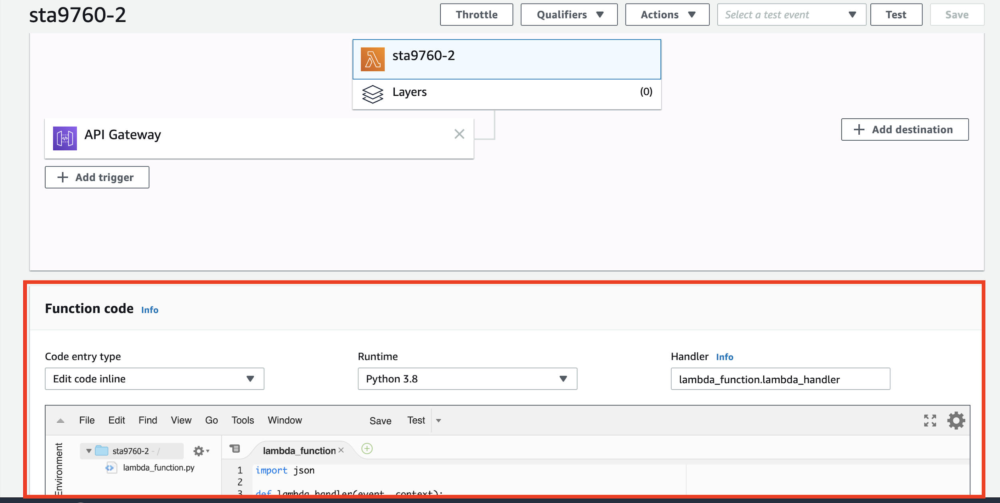 sta9760-2
Throttle
Qualifiers
Actions
Select a test event
Test
Save
sta9760-2
Layers
(0)
API Gateway
Add destination
Add trigger
Function code Info
Code entry type
Runtime
Handler Info
Edit code inline
Python 3.8
lambda_function.lambda_handler
File Edit Find View Go Tools Window Save Test
Environment
sta9760-2 - /
lambda_function.py
lambda_function
1 import json
2
3 def lambda_handler(event, context):